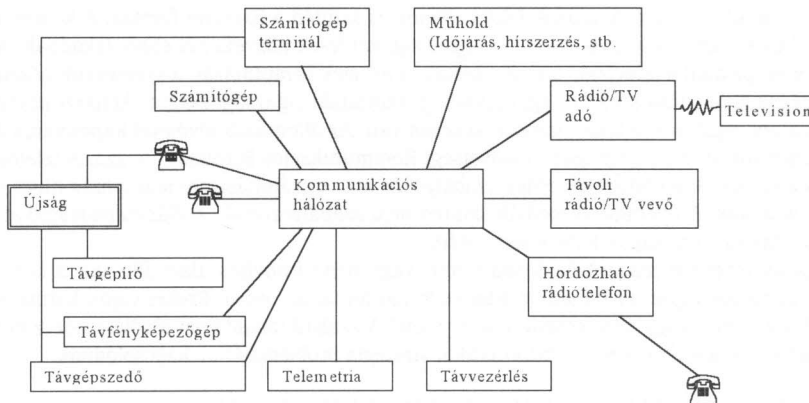 Számítógép
terminál
Műhold
(Időjárás, hírszerzés, stb.
Számítógép
Rádió/TV
adó
Television
Újság
Kommunikációs
hálózat
Távoli
rádió/TV vevő
Távgépíró
Hordozható
rádiótelefon
Távfényképezőgép
Távgépszedő
Telemetria
Távvezérlés